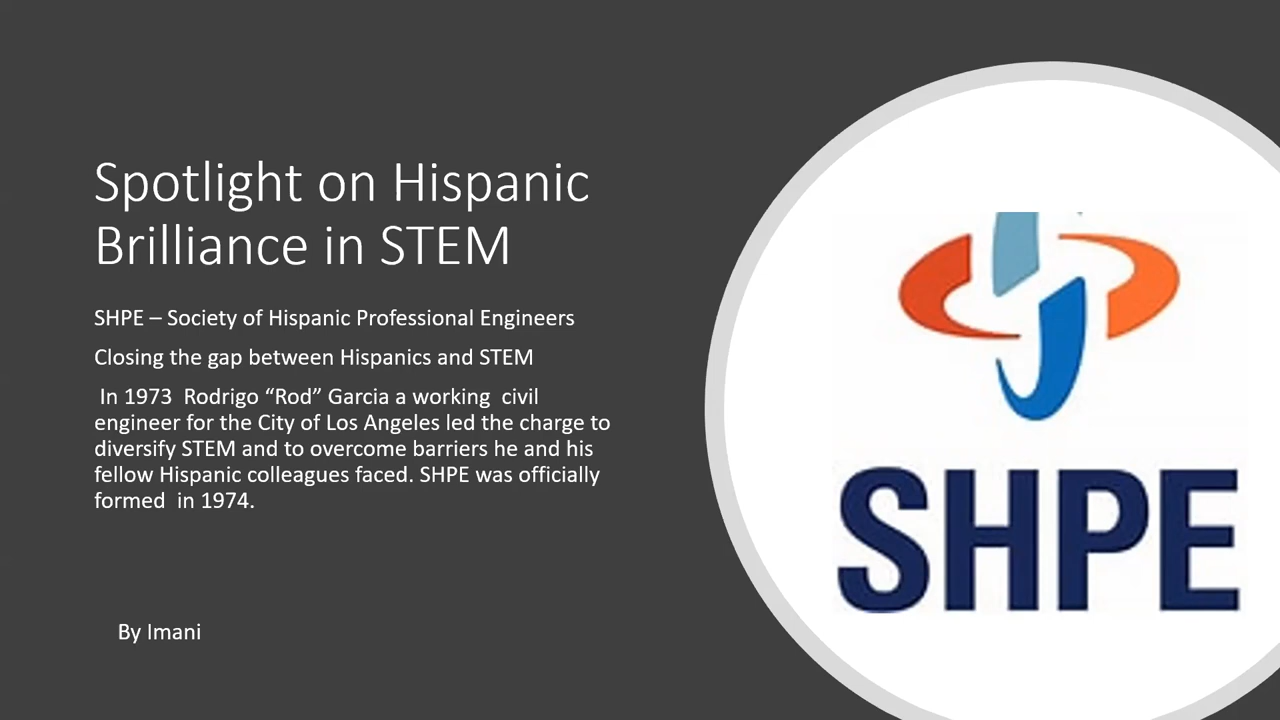 Spotlight on Hispanic
Brilliance in STEM
SHPE – Society of Hispanic Professional Engineers
Closing the gap between Hispanics and STEM
In 1973  Rodrigo “Rod” Garcia a working  civil
engineer for the City of Los Angeles led the charge to
diversify STEM and to overcome barriers he and his
fellow Hispanic colleagues faced. SHPE was officially
formed  in 1974.
By Imani
SHPE